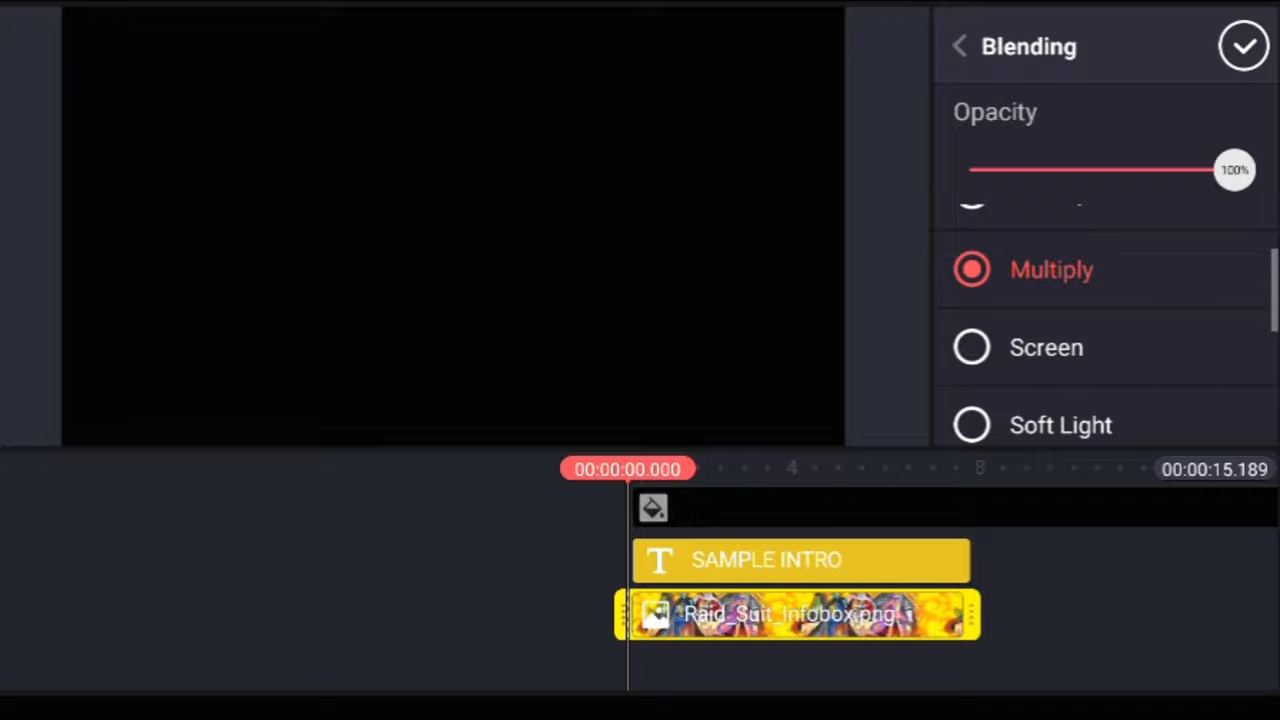 Blending
Opacity
100%
Multiply
Screen
Soft Light
00:00:00.000
4
8
00:00:15.189
T SAMPLE INTRO
Raid_Suit_Infobox.png